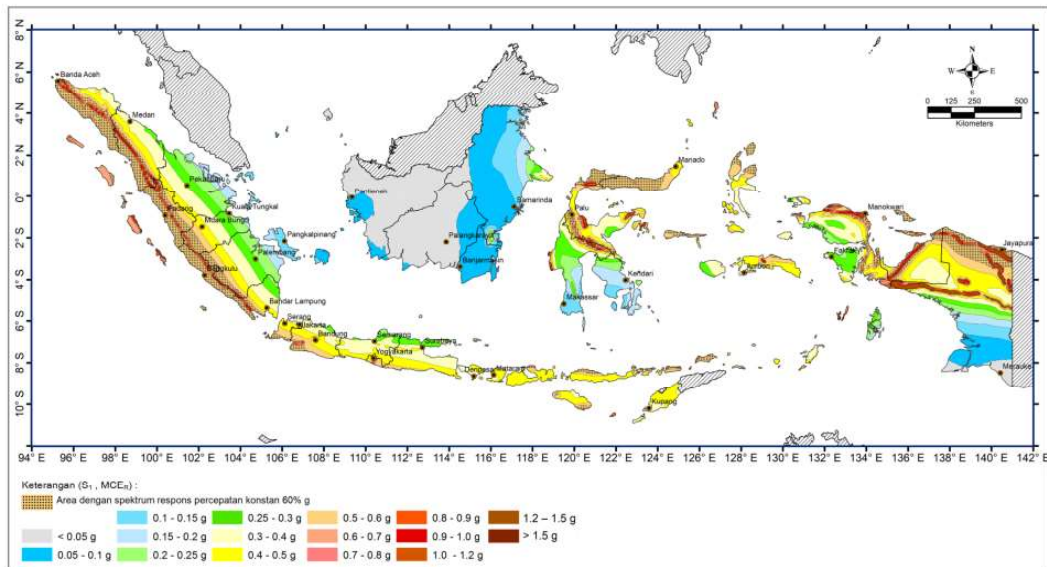 8° N
6° N
4° N
2° N
0°
2° S
4° S
6° S
8° S
10° S
N
W E
S
0 125 250 500
Kilometers
Banda Aceh
Medan
Pekanbaru
Kuala Tungkal
Padang
Muara Bungo
Pangkalpinang
Palembang
Bengkulu
Bandar Lampung
Serang
Jakarta
Bandung
Semarang
Surabaya
Yogyakarta
Denpasar
Mataram
Kupang
Pontianak
Palangkaraya
Samarinda
Banjarmasin
Manado
Palu
Kendari
Makassar
Ambon
Manokwari
Fakfak
Jayapura
Merauke
94° E 96° E 98° E 100° E 102° E 104° E 106° E 108° E 110° E 112° E 114° E 116° E 118° E 120° E 122° E 124° E 126° E 128° E 130° E 132° E 134° E 136° E 138° E 140° E 142° E
Keterangan (S₁ , MCEᵣ) :
Area dengan spektrum respons percepatan konstan 60% g
0.1 - 0.15 g 0.25 - 0.3 g 0.5 - 0.6 g 0.8 - 0.9 g 1.2 – 1.5 g
< 0.05 g 0.15 - 0.2 g 0.3 - 0.4 g 0.6 - 0.7 g 0.9 - 1.0 g > 1.5 g
0.05 - 0.1 g 0.2 - 0.25 g 0.4 - 0.5 g 0.7 - 0.8 g 1.0 - 1.2 g